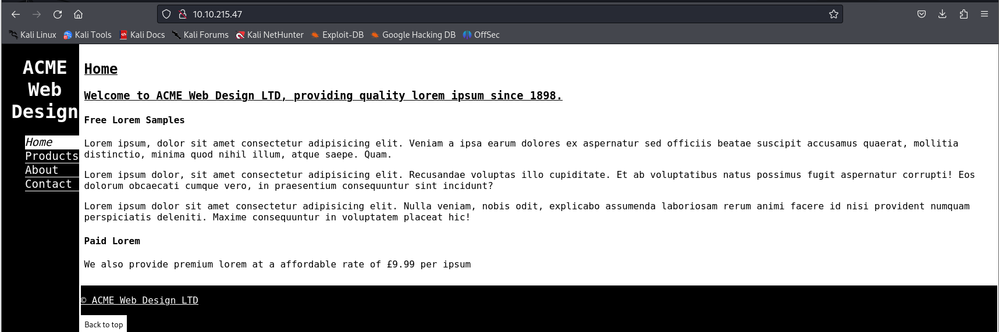 10.10.215.47
Kali Linux Kali Tools Kali Docs Kali Forums Kali NetHunter Exploit-DB Google Hacking DB OffSec
ACME
Web
Design
Home
Products
About
Contact
Home
Welcome to ACME Web Design LTD, providing quality lorem ipsum since 1898.
Free Lorem Samples
Lorem ipsum, dolor sit amet consectetur adipisicing elit. Veniam a ipsa earum dolores ex aspernatur sed officiis beatae suscipit accusamus quaerat, mollitia
distinctio, minima quod nihil illum, atque saepe. Quam.
Lorem ipsum dolor, sit amet consectetur adipisicing elit. Recusandae voluptas illo cupiditate. Et ab voluptatibus natus possimus fugit aspernatur corrupti! Eos
dolorum obcaecati cumque vero, in praesentium consequuntur sint incidunt?
Lorem ipsum dolor sit amet consectetur adipisicing elit. Nulla veniam, nobis odit, explicabo assumenda laboriosam rerum animi facere id nisi provident numquam
perspiciatis deleniti. Maxime consequuntur in voluptatem placeat hic!
Paid Lorem
We also provide premium lorem at a affordable rate of £9.99 per ipsum
© ACME Web Design LTD
Back to top